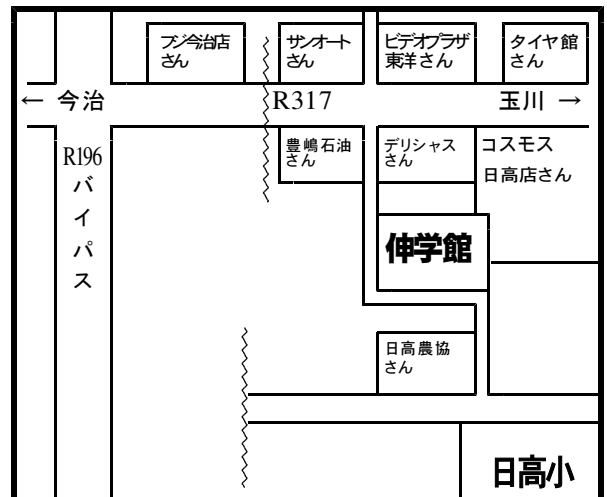 フジ今治店
さん
サンオート
さん
ビデオプラザ
東洋さん
タイヤ館
さん
← 今治
R317
玉川 →
R196
バイパス
豊嶋石油
さん
デリシャス
さん
コスモス
日高店さん
伸学館
日高農協
さん
日高小